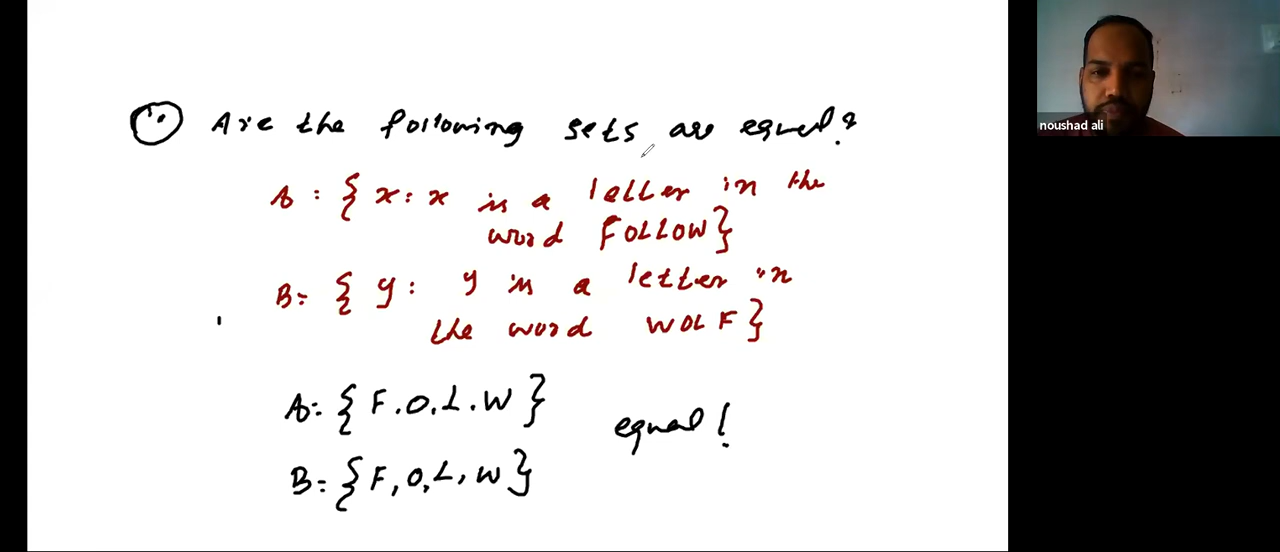 Are the following sets are equal?
A = { x : x is a letter in the
word FOLLOW}
B = { y : y is a letter in
the word WOLF}
A = { F . O . L . W }
equal !
B = { F , O , L , W }
noushad ali